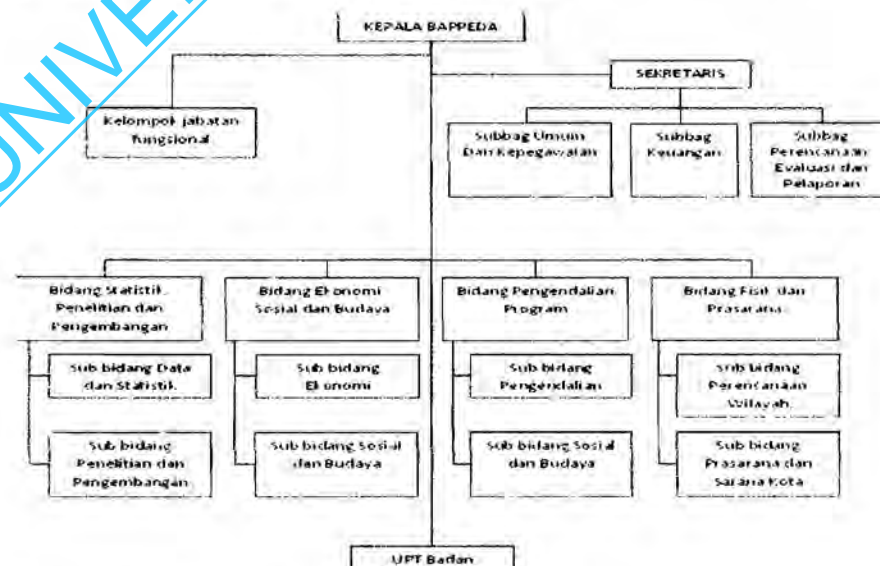 UNIVE
KEPALA BAPPEDA
SEKRETARIS
Kelompok jabatan
fungsional
Subbag Umum
Dan Kepegawaian
Subbag
Keuangan
Subbag
Perencanaan
Evaluasi dan
Pelaporan
Bidang Statistik
Penelitian dan
Pengembangan
Bidang Ekonomi
Sosial dan Budaya
Bidang Pengendalian
Program
Bidang Fisik dan
Prasarana
Sub bidang Data
dan Statistik
Sub bidang
Ekonomi
Sub bidang
Pengendalian
Sub bidang
Perencanaan
Wilayah
Sub bidang
Penelitian dan
Pengembangan
Sub bidang Sosial
dan Budaya
Sub bidang Sosial
dan Budaya
Sub bidang
Prasarana dan
Sarana Kota
UPT Badan